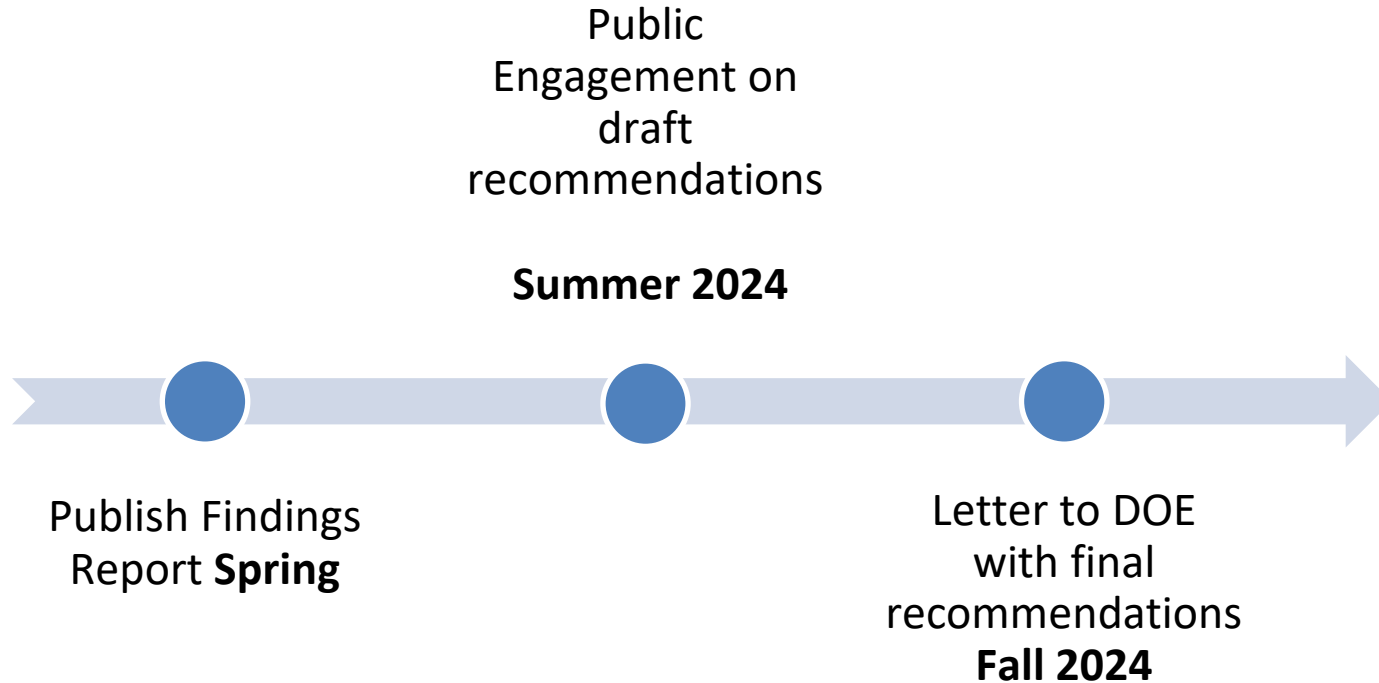 Public
Engagement on
draft
recommendations
Summer 2024
Publish Findings
Report Spring
Letter to DOE
with final
recommendations
Fall 2024